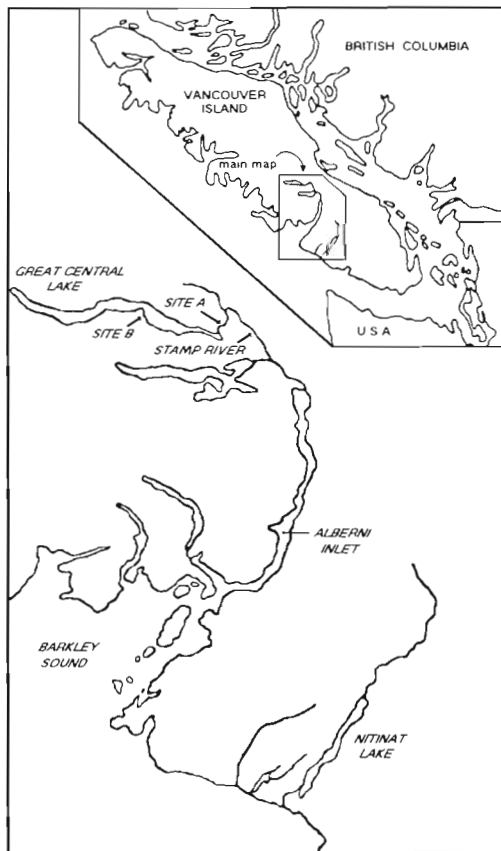 BRITISH COLUMBIA
VANCOUVER
ISLAND
main map
USA
GREAT CENTRAL
LAKE
SITE A
SITE B
STAMP RIVER
ALBERNI
INLET
BARKLEY
SOUND
NITINAT
LAKE